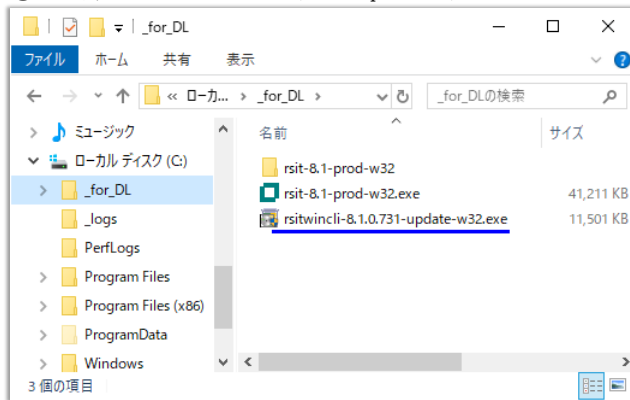 _for_DL
ファイル ホーム 共有 表示
« ローカ... › _for_DL › _for_DLの検索
名前 サイズ
ミュージック
ローカル ディスク (C:)
_for_DL
_logs
PerfLogs
Program Files
Program Files (x86)
ProgramData
Windows
rsit-8.1-prod-w32
rsit-8.1-prod-w32.exe 41,211 KB
rsitwincli-8.1.0.731-update-w32.exe 11,501 KB
3 個の項目